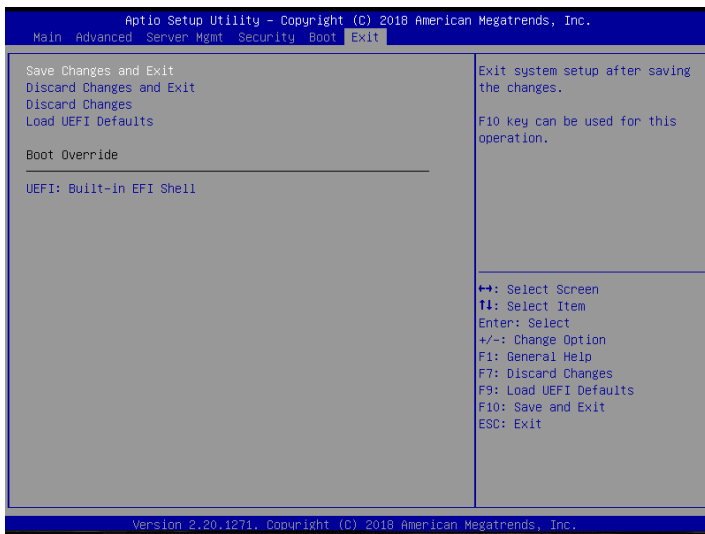 Aptio Setup Utility – Copyright (C) 2018 American Megatrends, Inc.
Main Advanced Server Mgmt Security Boot Exit
Save Changes and Exit
Discard Changes and Exit
Discard Changes
Load UEFI Defaults
Boot Override
UEFI: Built-in EFI Shell
Exit system setup after saving
the changes.
F10 key can be used for this
operation.
↔: Select Screen
↑↓: Select Item
Enter: Select
+/-: Change Option
F1: General Help
F7: Discard Changes
F9: Load UEFI Defaults
F10: Save and Exit
ESC: Exit
Version 2.20.1271. Copyright (C) 2018 American Megatrends, Inc.